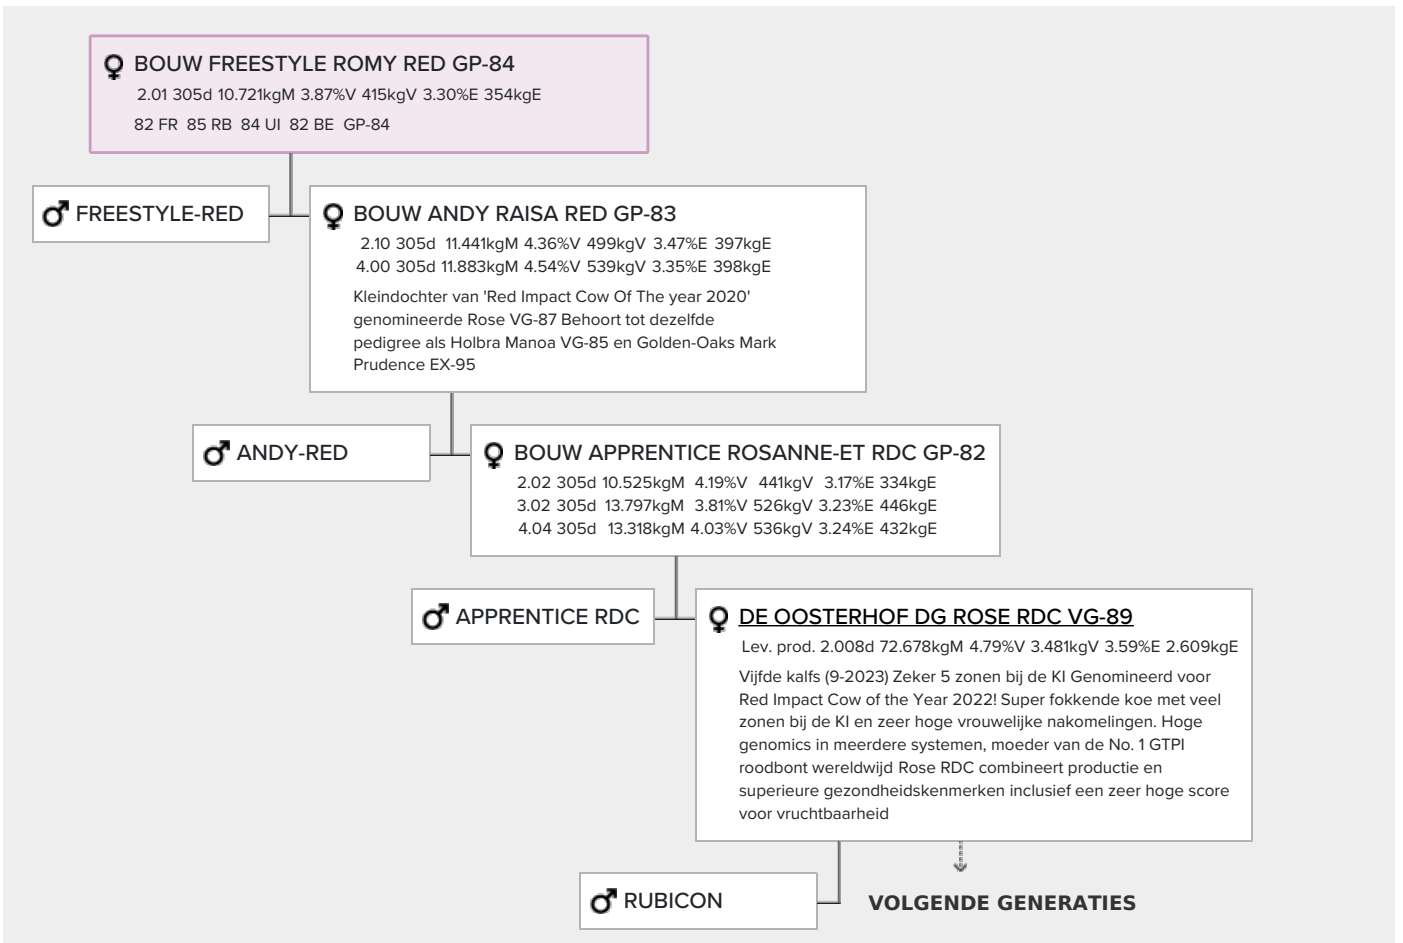 BOUW FREESTYLE ROMY RED GP-84
2.01 305d 10.721kgM 3.87%V 415kgV 3.30%E 354kgE
82 FR 85 RB 84 UI 82 BE GP-84
FREESTYLE-RED
BOUW ANDY RAISA RED GP-83
2.10 305d 11.441kgM 4.36%V 499kgV 3.47%E 397kgE
4.00 305d 11.883kgM 4.54%V 539kgV 3.35%E 398kgE
Kleindochter van 'Red Impact Cow Of The year 2020'
genomineerde Rose VG-87 Behoort tot dezelfde
pedigree als Holbra Manoa VG-85 en Golden-Oaks Mark
Prudence EX-95
ANDY-RED
BOUW APPRENTICE ROSANNE-ET RDC GP-82
2.02 305d 10.525kgM 4.19%V 441kgV 3.17%E 334kgE
3.02 305d 13.797kgM 3.81%V 526kgV 3.23%E 446kgE
4.04 305d 13.318kgM 4.03%V 536kgV 3.24%E 432kgE
APPRENTICE RDC
DE OOSTERHOF DG ROSE RDC VG-89
Lev. prod. 2.008d 72.678kgM 4.79%V 3.481kgV 3.59%E 2.609kgE
Vijfde kalfs (9-2023) Zeker 5 zonen bij de KI Genomineerd voor
Red Impact Cow of the Year 2022! Super fokkende koe met veel
zonen bij de KI en zeer hoge vrouwelijke nakomelingen. Hoge
genomics in meerdere systemen, moeder van de No. 1 GTPI
roodbont wereldwijd Rose RDC combineert productie en
superieure gezondheidskenmerken inclusief een zeer hoge score
voor vruchtbaarheid
RUBICON
VOLGENDE GENERATIES